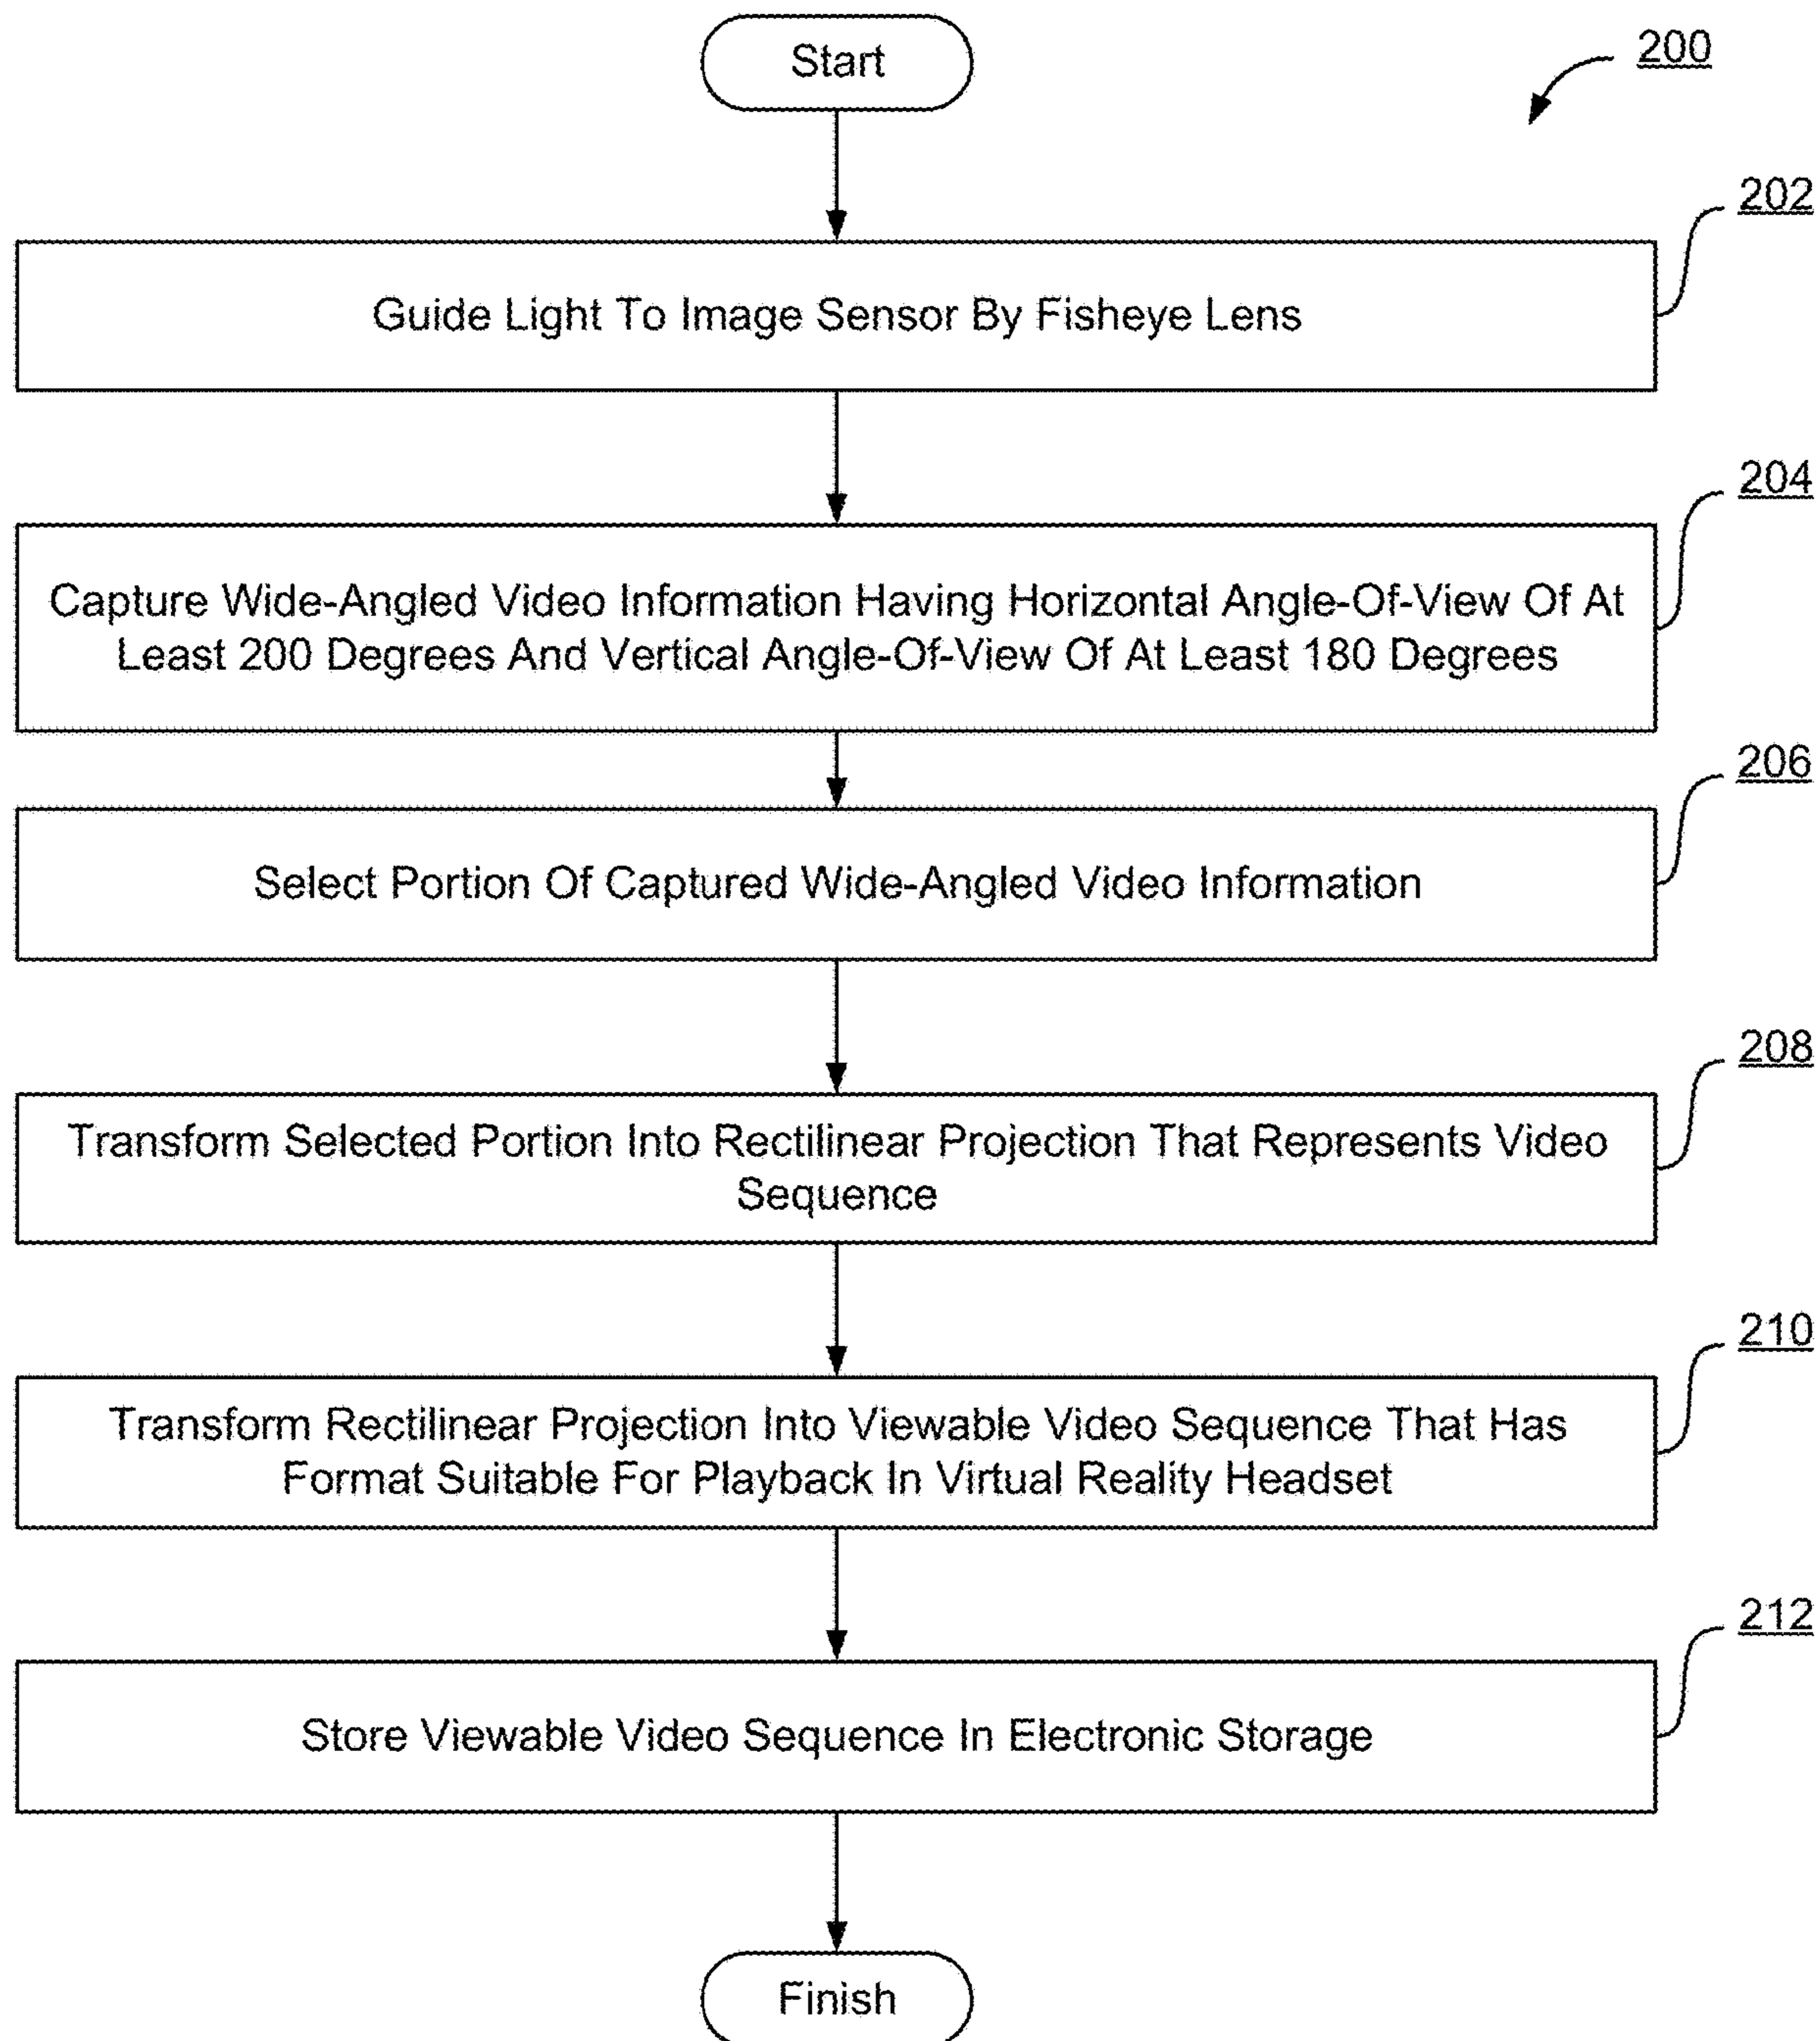 Start
200
202
Guide Light To Image Sensor By Fisheye Lens
204
Capture Wide-Angled Video Information Having Horizontal Angle-Of-View Of At
Least 200 Degrees And Vertical Angle-Of-View Of At Least 180 Degrees
206
Select Portion Of Captured Wide-Angled Video Information
208
Transform Selected Portion Into Rectilinear Projection That Represents Video
Sequence
210
Transform Rectilinear Projection Into Viewable Video Sequence That Has
Format Suitable For Playback In Virtual Reality Headset
212
Store Viewable Video Sequence In Electronic Storage
Finish